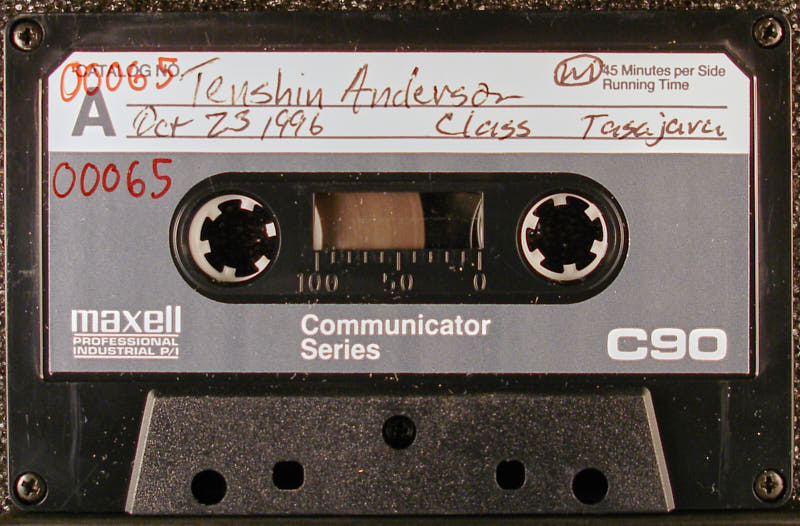 CATALOG NO.
00065 Tenshin Anderson
M 45 Minutes per Side
Running Time
A
Oct 23 1996 Class Tasajara
00065
100 50 0
maxell
PROFESSIONAL
INDUSTRIAL P/I
Communicator
Series
C90